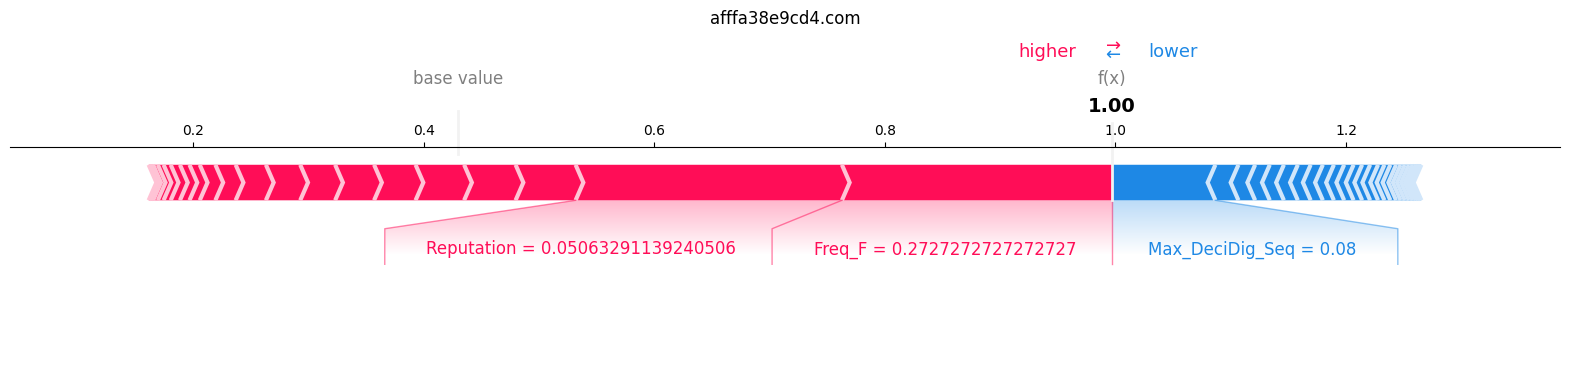 afffa38e9cd4.com
higher ⇄ lower
base value
f(x)
1.00
0.2 0.4 0.6 0.8 1.0 1.2
Reputation = 0.05063291139240506
Freq_F = 0.2727272727272727
Max_DeciDig_Seq = 0.08